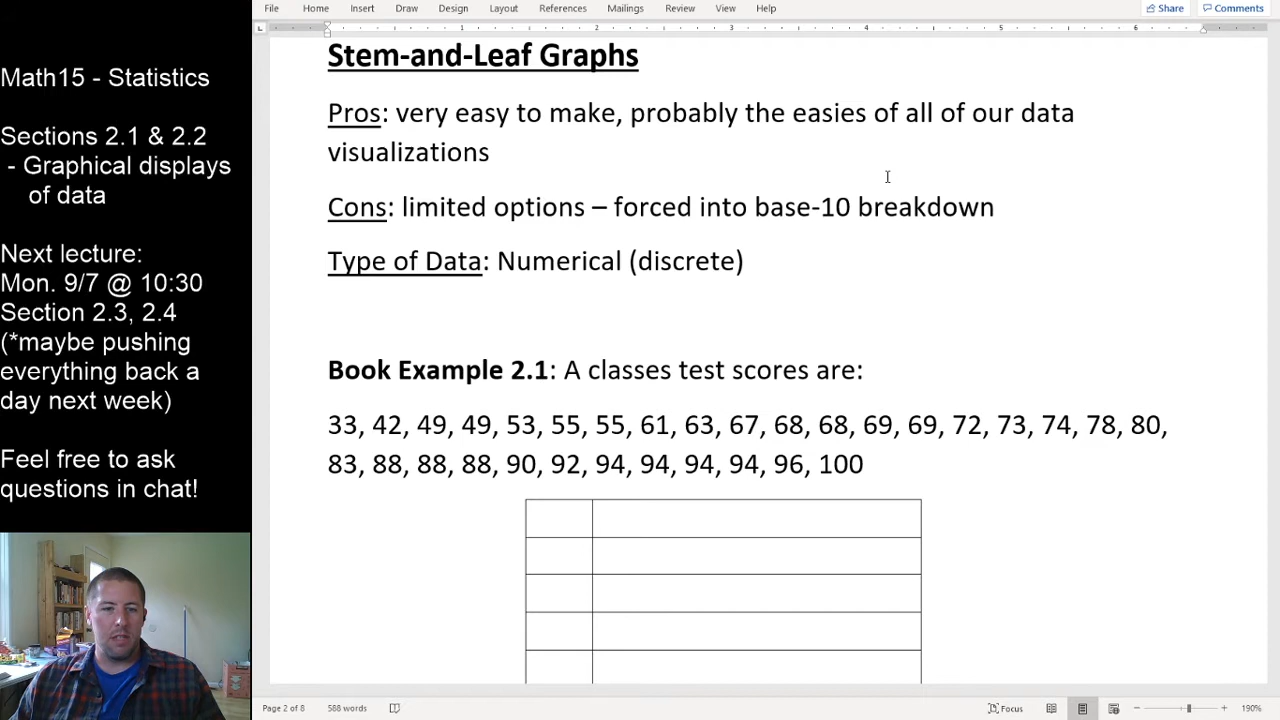 File Home Insert Draw Design Layout References Mailings Review View Help Share Comments
1 2 3 4 5 6
Math15 - Statistics
Sections 2.1 & 2.2
- Graphical displays
of data
Next lecture:
Mon. 9/7 @ 10:30
Section 2.3, 2.4
(*maybe pushing
everything back a
day next week)
Feel free to ask
questions in chat!
Stem-and-Leaf Graphs
Pros: very easy to make, probably the easies of all of our data
visualizations
Cons: limited options – forced into base-10 breakdown
Type of Data: Numerical (discrete)
Book Example 2.1: A classes test scores are:
33, 42, 49, 49, 53, 55, 55, 61, 63, 67, 68, 68, 69, 69, 72, 73, 74, 78, 80,
83, 88, 88, 88, 90, 92, 94, 94, 94, 94, 96, 100
Page 2 of 8 588 words Focus 190%